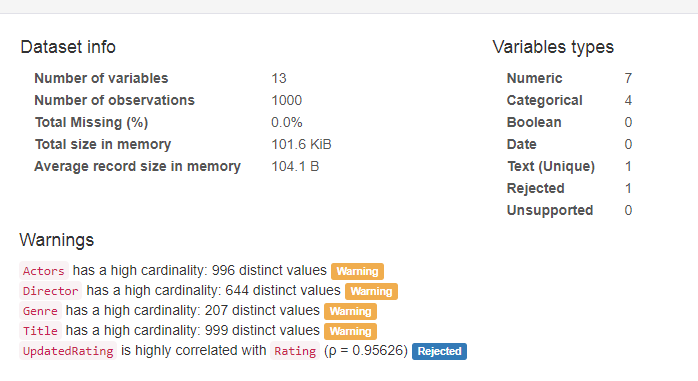 Dataset info
Number of variables 13
Number of observations 1000
Total Missing (%) 0.0%
Total size in memory 101.6 KiB
Average record size in memory 104.1 B
Variables types
Numeric 7
Categorical 4
Boolean 0
Date 0
Text (Unique) 1
Rejected 1
Unsupported 0
Warnings
Actors has a high cardinality: 996 distinct values Warning
Director has a high cardinality: 644 distinct values Warning
Genre has a high cardinality: 207 distinct values Warning
Title has a high cardinality: 999 distinct values Warning
UpdatedRating is highly correlated with Rating (ρ = 0.95626) Rejected